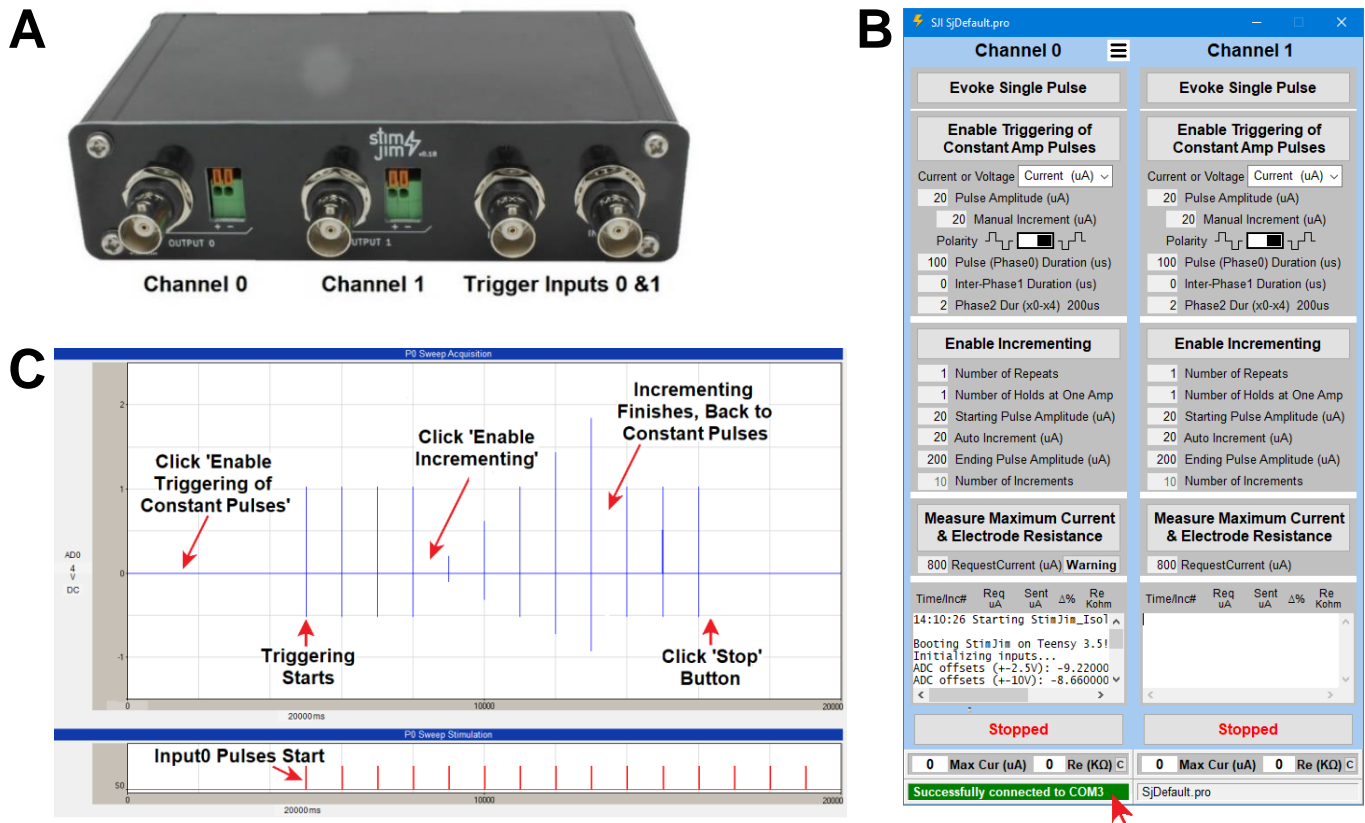 A
stim
jim v0.18
OUTPUT 0
UTPUT 1
IN
Channel 0
Channel 1
Trigger Inputs 0 &1
B
SJI SjDefault.pro
Channel 0
Channel 1
Evoke Single Pulse
Evoke Single Pulse
Enable Triggering of
Constant Amp Pulses
Enable Triggering of
Constant Amp Pulses
Current or Voltage Current (uA)
Current or Voltage Current (uA)
20 Pulse Amplitude (uA)
20 Pulse Amplitude (uA)
20 Manual Increment (uA)
20 Manual Increment (uA)
Polarity
Polarity
100 Pulse (Phase0) Duration (us)
100 Pulse (Phase0) Duration (us)
0 Inter-Phase1 Duration (us)
0 Inter-Phase1 Duration (us)
2 Phase2 Dur (x0-x4) 200us
2 Phase2 Dur (x0-x4) 200us
Enable Incrementing
Enable Incrementing
1 Number of Repeats
1 Number of Repeats
1 Number of Holds at One Amp
1 Number of Holds at One Amp
20 Starting Pulse Amplitude (uA)
20 Starting Pulse Amplitude (uA)
20 Auto Increment (uA)
20 Auto Increment (uA)
200 Ending Pulse Amplitude (uA)
200 Ending Pulse Amplitude (uA)
10 Number of Increments
10 Number of Increments
Measure Maximum Current
& Electrode Resistance
Measure Maximum Current
& Electrode Resistance
800 RequestCurrent (uA) Warning
800 RequestCurrent (uA)
Time/Inc# Req uA Sent uA Δ% Re Kohm
Time/Inc# Req uA Sent uA Δ% Re Kohm
14:10:26 Starting StimJim_Isol
Booting StimJim on Teensy 3.5!
Initializing inputs...
ADC offsets (+-2.5V): -9.22000
ADC offsets (+-10V): -8.660000
Stopped
Stopped
0 Max Cur (uA) 0 Re (KΩ) C
0 Max Cur (uA) 0 Re (KΩ) C
Successfully connected to COM3
SjDefault.pro
C
P0 Sweep Acquisition
2
1
0
-1
AD0
4
V
DC
Click 'Enable
Triggering of
Constant Pulses'
Click 'Enable
Incrementing'
Incrementing
Finishes, Back to
Constant Pulses
Triggering
Starts
Click 'Stop'
Button
0
10000
20000
20000ms
P0 Sweep Stimulation
Input0 Pulses Start
S0
0
10000
20000
20000ms